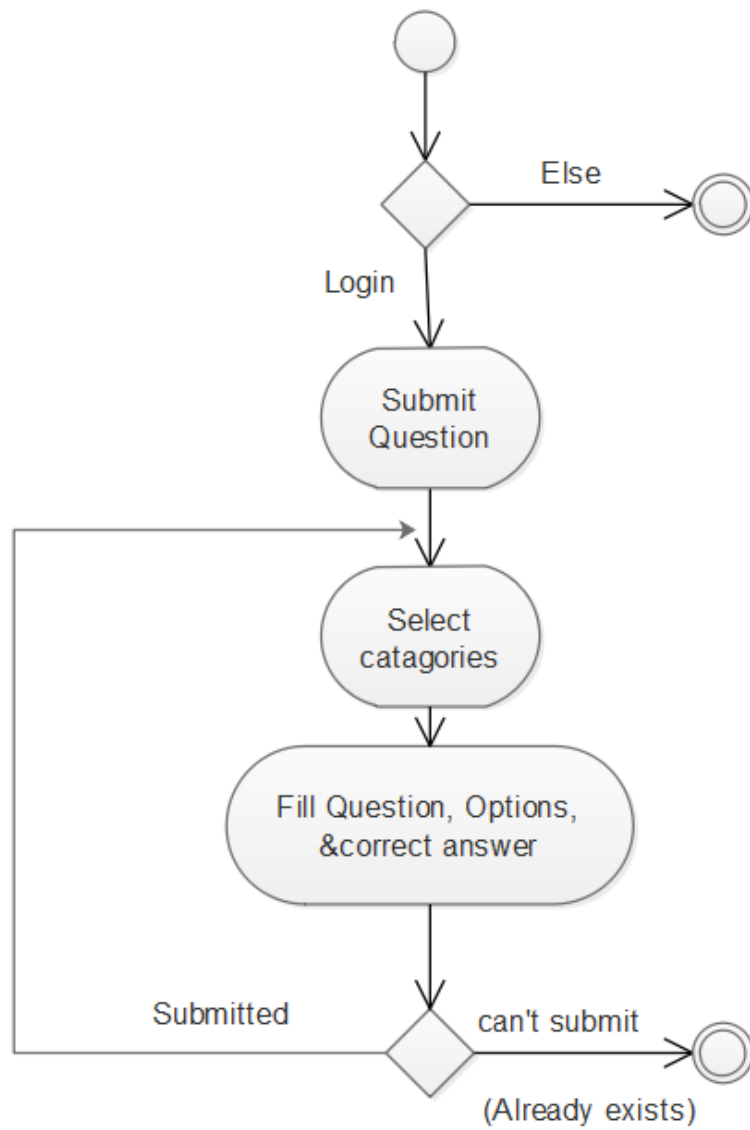 Else
Login
Submit
Question
Select
catagories
Fill Question, Options,
&correct answer
Submitted
can't submit
(Already exists)